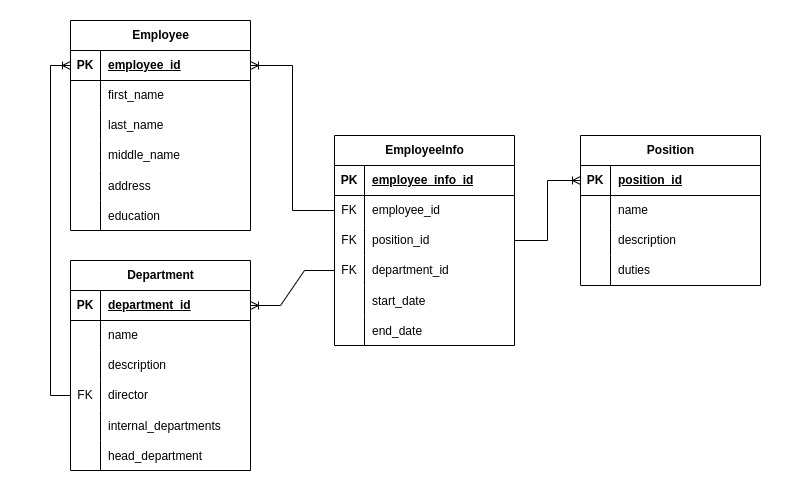 Employee
PK employee_id
first_name
last_name
middle_name
address
education
Department
PK department_id
name
description
FK director
internal_departments
head_department
EmployeeInfo
PK employee_info_id
FK employee_id
FK position_id
FK department_id
start_date
end_date
Position
PK position_id
name
description
duties